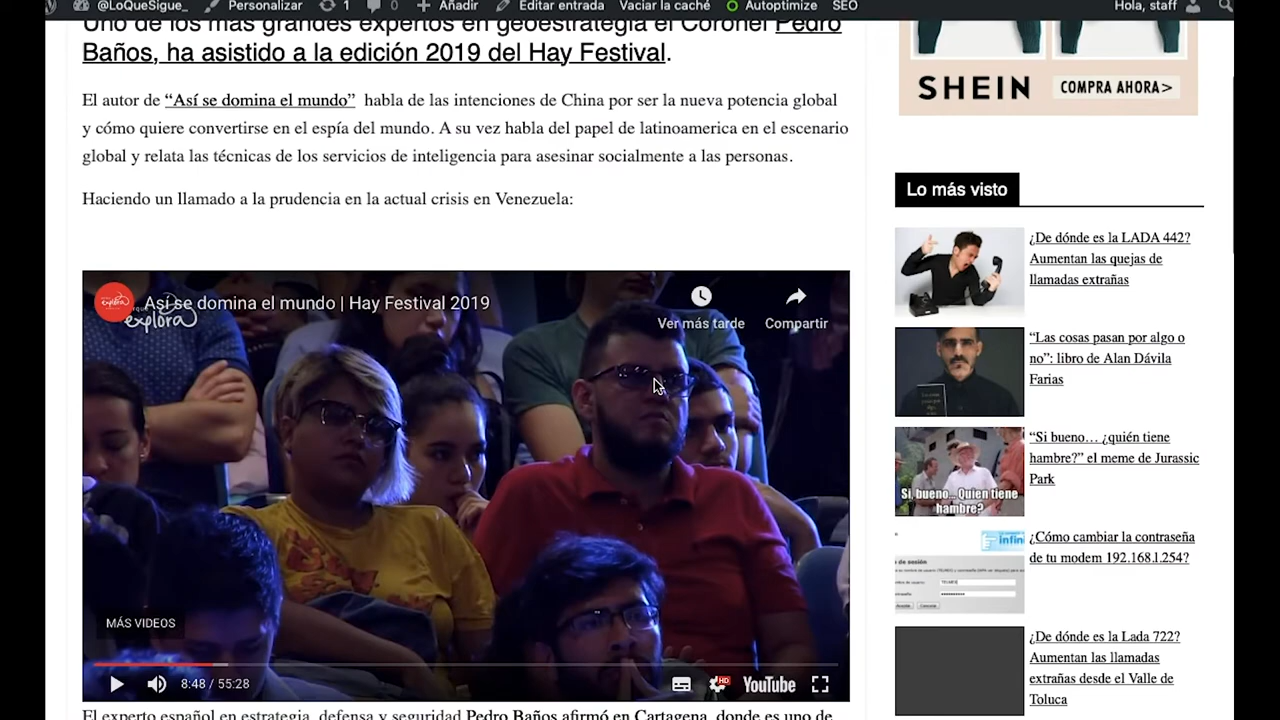 @LoQueSigue_ Personalizar 1 0 Añadir Editar entrada Vaciar la caché Autoptimize SEO Hola, staff
Uno de los más grandes expertos en geoestrategia el Coronel Pedro
Baños, ha asistido a la edición 2019 del Hay Festival.
El autor de “Así se domina el mundo” habla de las intenciones de China por ser la nueva potencia global
y cómo quiere convertirse en el espía del mundo. A su vez habla del papel de latinoamerica en el escenario
global y relata las técnicas de los servicios de inteligencia para asesinar socialmente a las personas.
Haciendo un llamado a la prudencia en la actual crisis en Venezuela:
explora
Así se domina el mundo | Hay Festival 2019
Ver más tarde
Compartir
MÁS VIDEOS
8:48 / 55:28
HD
YouTube
El experto español en estrategia, defensa y seguridad Pedro Baños afirmó en Cartagena, donde es uno de
SHEIN
COMPRA AHORA>
Lo más visto
¿De dónde es la LADA 442?
Aumentan las quejas de
llamadas extrañas
“Las cosas pasan por algo o
no”: libro de Alan Dávila
Farias
Si, bueno... Quien tiene
hambre?
“Si bueno… ¿quién tiene
hambre?” el meme de Jurassic
Park
infin
¿Cómo cambiar la contraseña
de tu modem 192.168.1.254?
¿De dónde es la Lada 722?
Aumentan las llamadas
extrañas desde el Valle de
Toluca